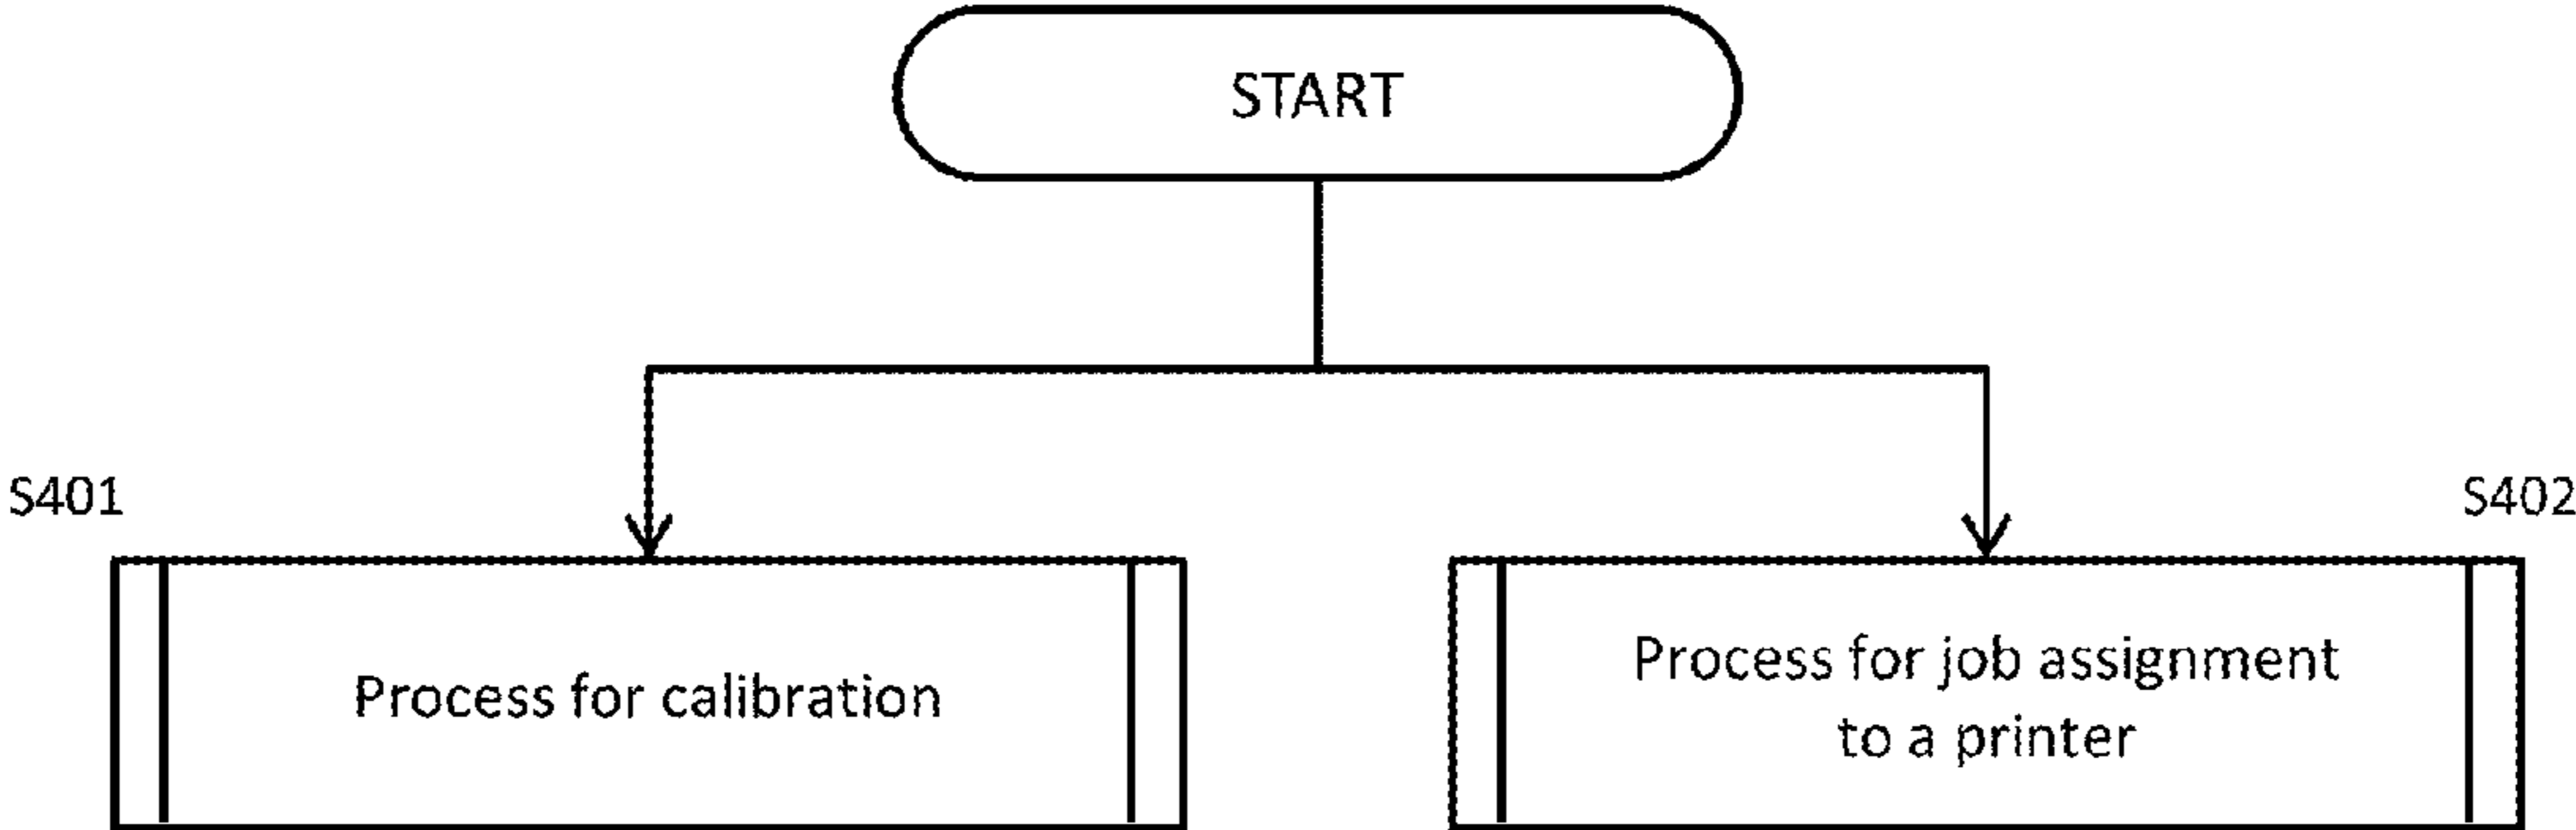 START
S401
S402
Process for calibration
Process for job assignment
to a printer